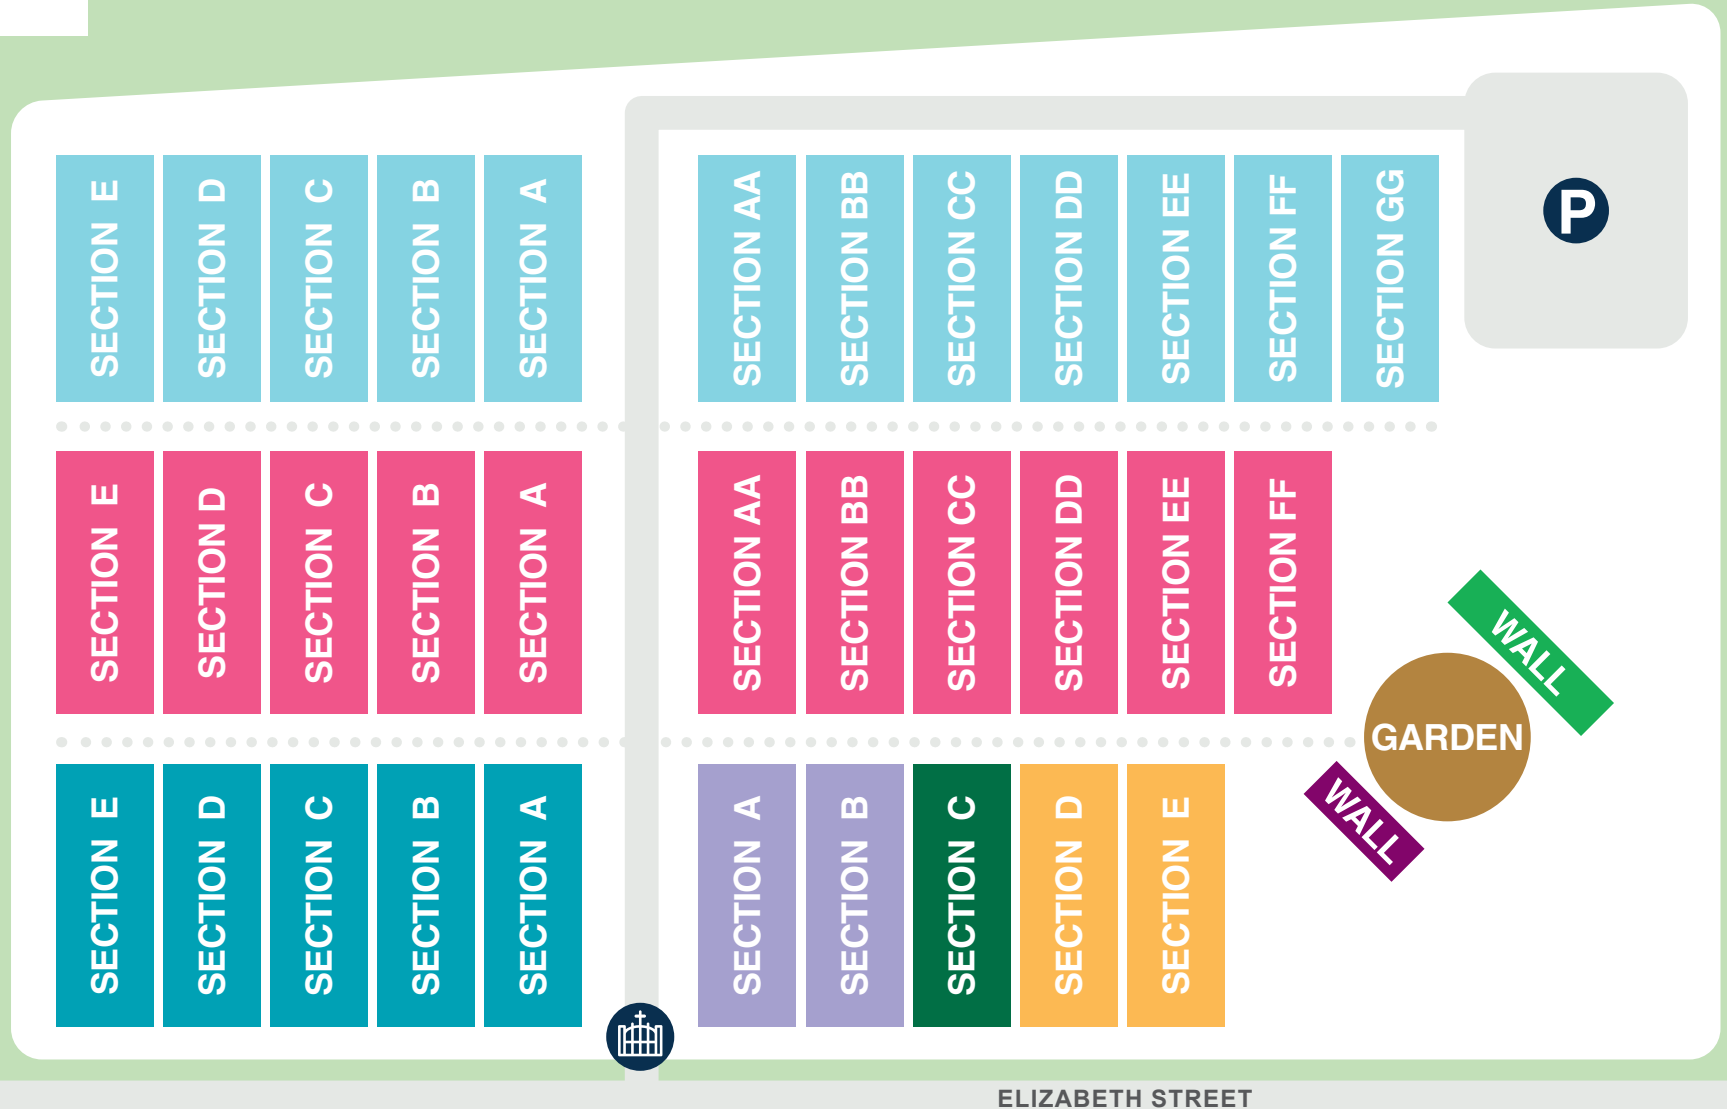 SECTION E
SECTION D
SECTION C
SECTION B
SECTION A
SECTION AA
SECTION BB
SECTION CC
SECTION DD
SECTION EE
SECTION FF
SECTION GG
P
SECTION E
SECTION D
SECTION C
SECTION B
SECTION A
SECTION AA
SECTION BB
SECTION CC
SECTION DD
SECTION EE
SECTION FF
WALL
GARDEN
WALL
SECTION E
SECTION D
SECTION C
SECTION B
SECTION A
SECTION A
SECTION B
SECTION C
SECTION D
SECTION E
ELIZABETH STREET